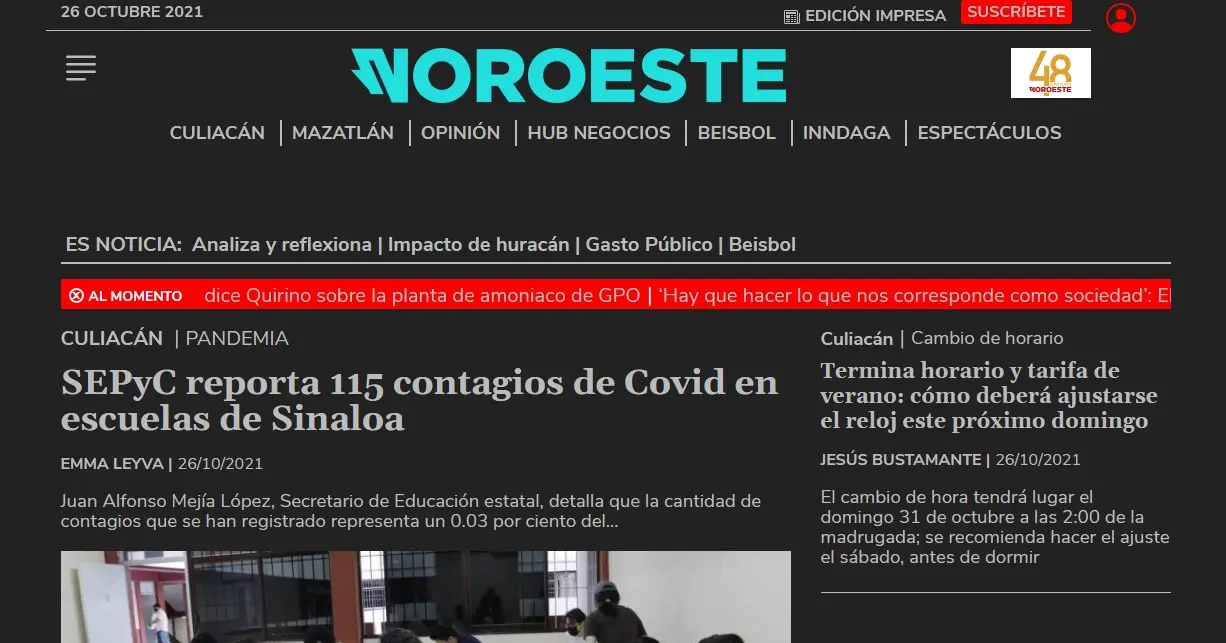 26 OCTUBRE 2021
EDICIÓN IMPRESA
SUSCRÍBETE
NOROESTE
48
NOROESTE
CULIACÁN | MAZATLÁN | OPINIÓN | HUB NEGOCIOS | BEISBOL | INNDAGA | ESPECTÁCULOS
ES NOTICIA: Analiza y reflexiona | Impacto de huracán | Gasto Público | Beisbol
AL MOMENTO dice Quirino sobre la planta de amoniaco de GPO | ‘Hay que hacer lo que nos corresponde como sociedad’: El
CULIACÁN | PANDEMIA
SEPyC reporta 115 contagios de Covid en
escuelas de Sinaloa
EMMA LEYVA | 26/10/2021
Juan Alfonso Mejía López, Secretario de Educación estatal, detalla que la cantidad de
contagios que se han registrado representa un 0.03 por ciento del...
Culiacán | Cambio de horario
Termina horario y tarifa de
verano: cómo deberá ajustarse
el reloj este próximo domingo
JESÚS BUSTAMANTE | 26/10/2021
El cambio de hora tendrá lugar el
domingo 31 de octubre a las 2:00 de la
madrugada; se recomienda hacer el ajuste
el sábado, antes de dormir